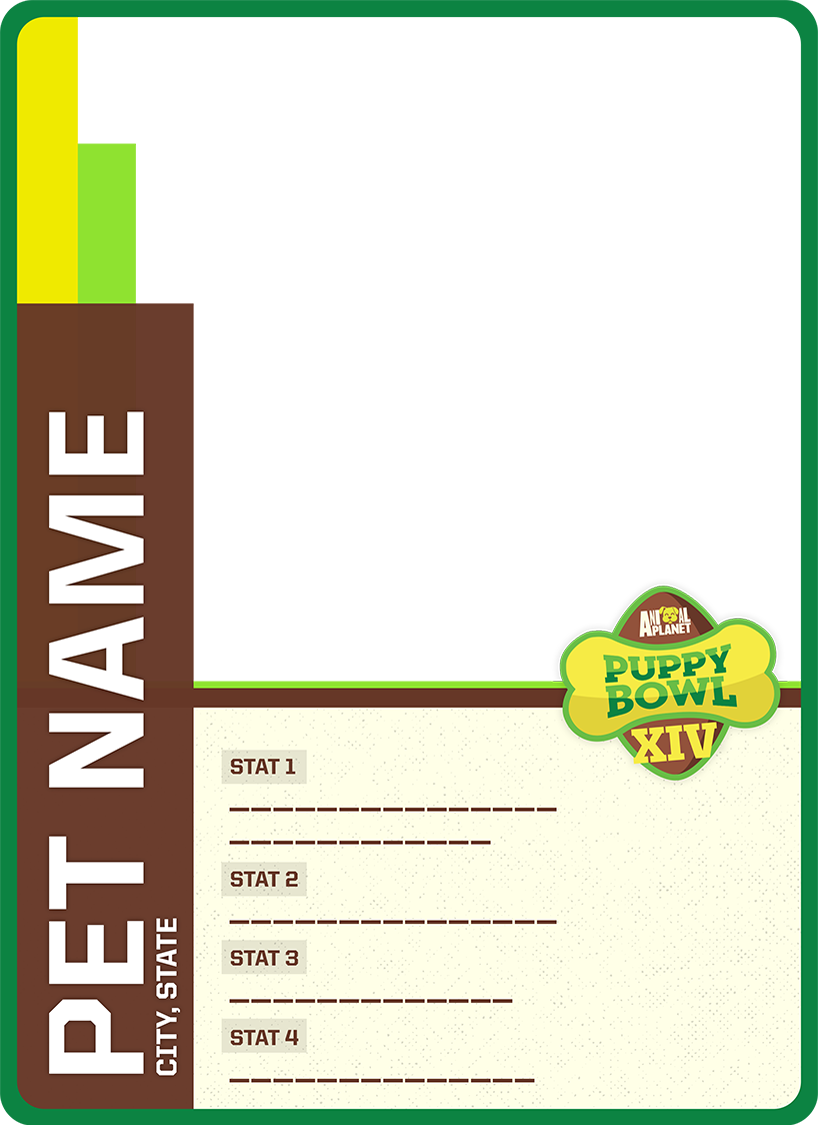 PET NAME
CITY, STATE
ANIMAL
PLANET
PUPPY
BOWL
XIV
STAT 1
STAT 2
STAT 3
STAT 4